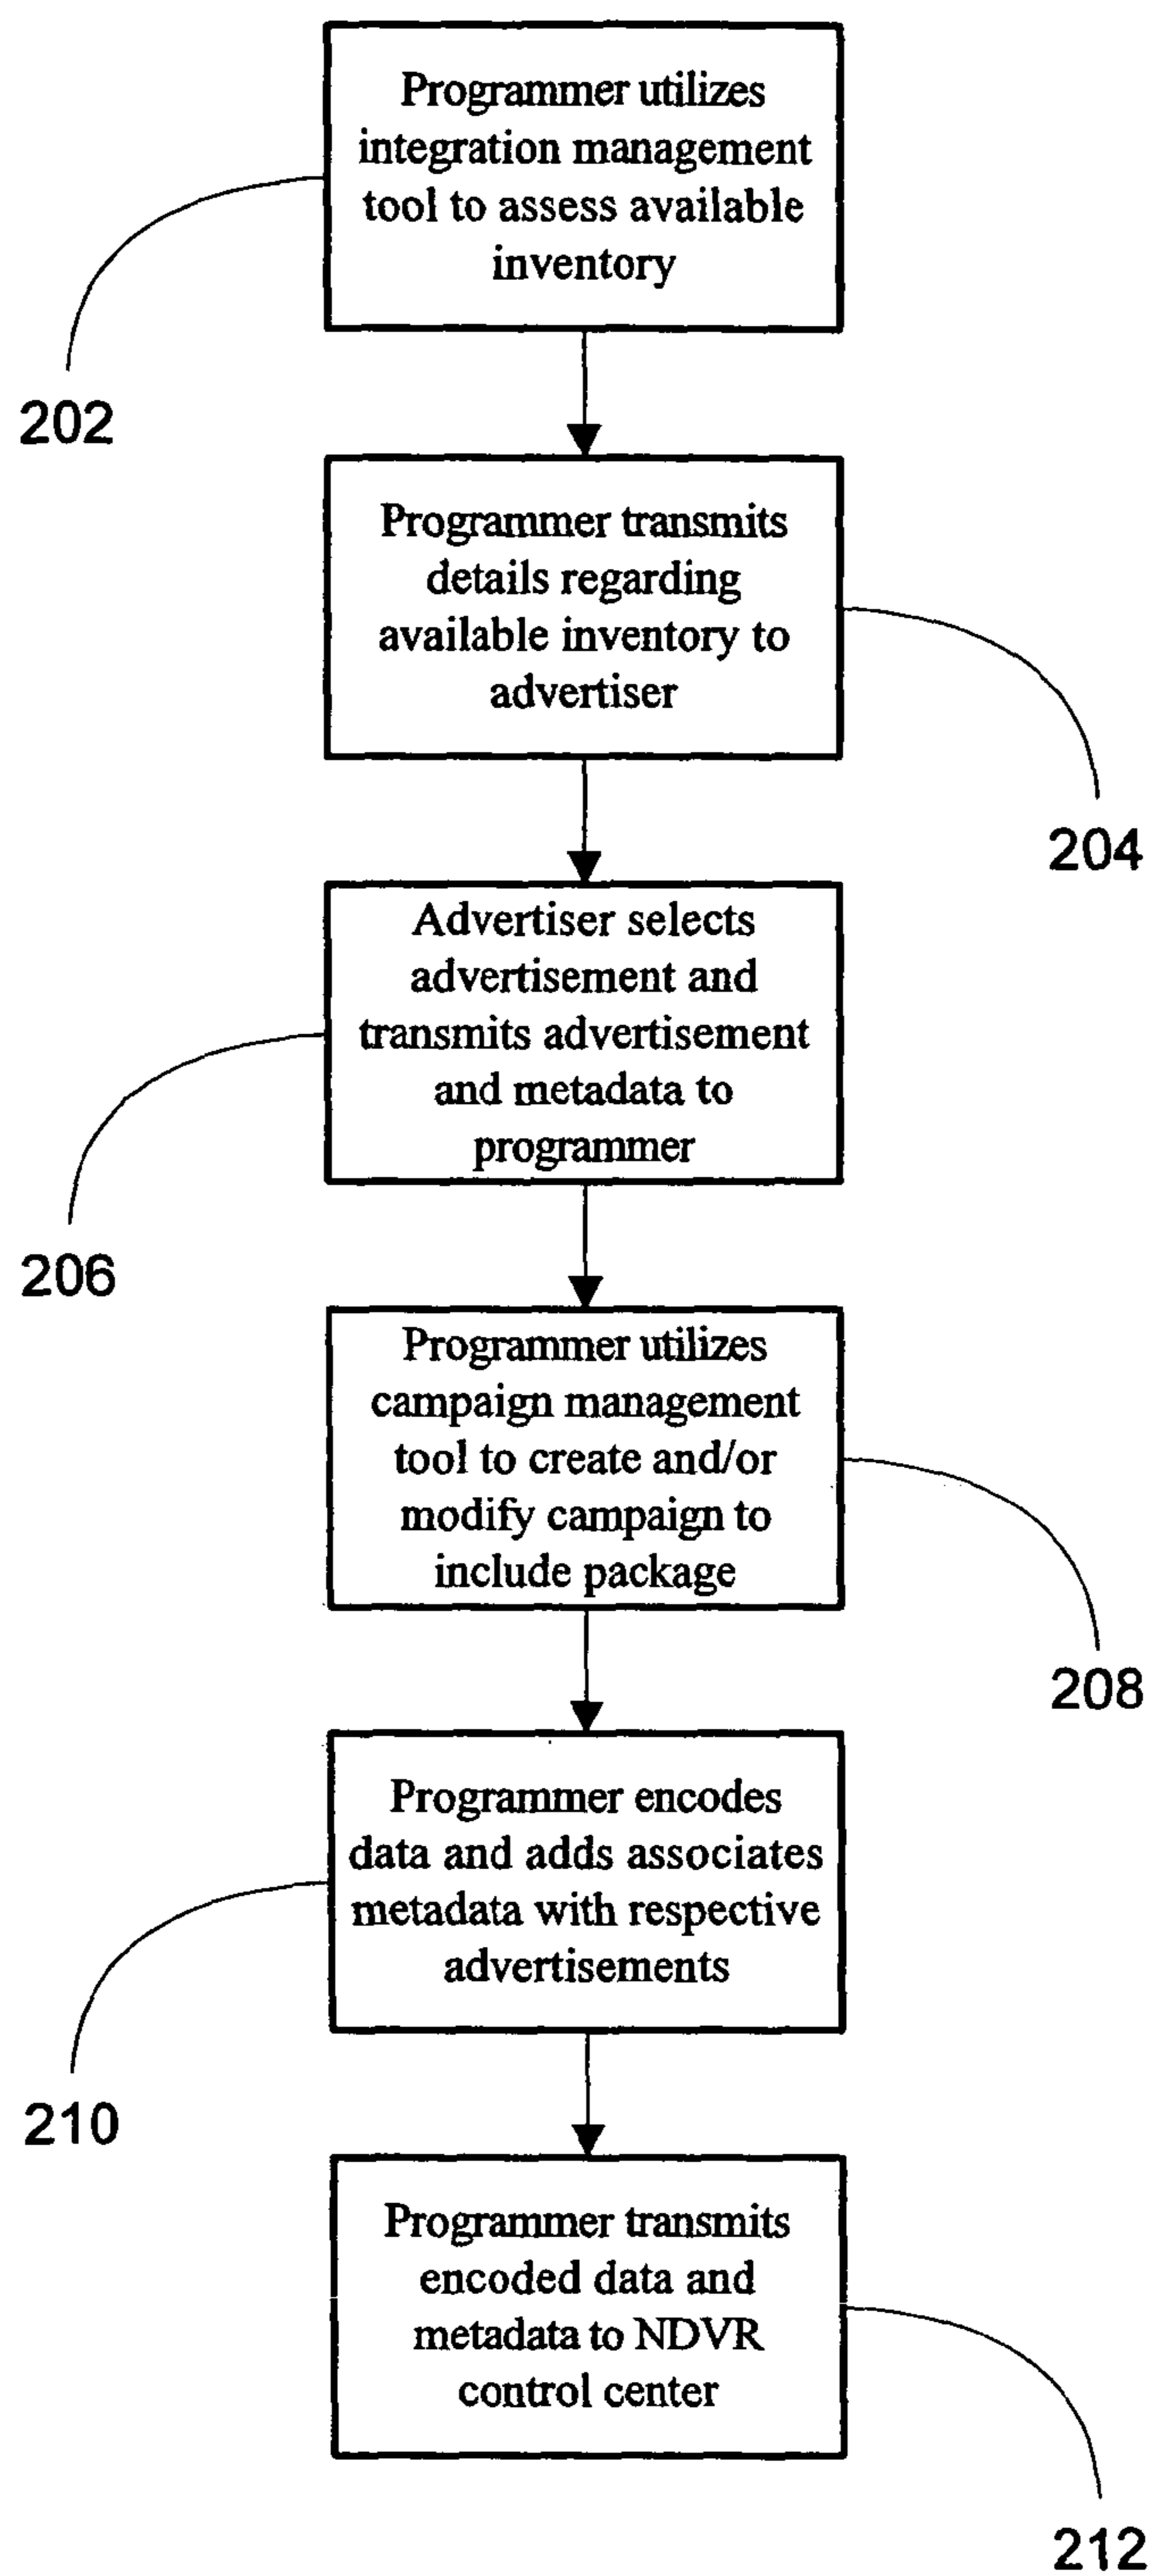 Programmer utilizes
integration management
tool to assess available
inventory
202
Programmer transmits
details regarding
available inventory to
advertiser
204
Advertiser selects
advertisement and
transmits advertisement
and metadata to
programmer
206
Programmer utilizes
campaign management
tool to create and/or
modify campaign to
include package
208
Programmer encodes
data and adds associates
metadata with respective
advertisements
210
Programmer transmits
encoded data and
metadata to NDVR
control center
212